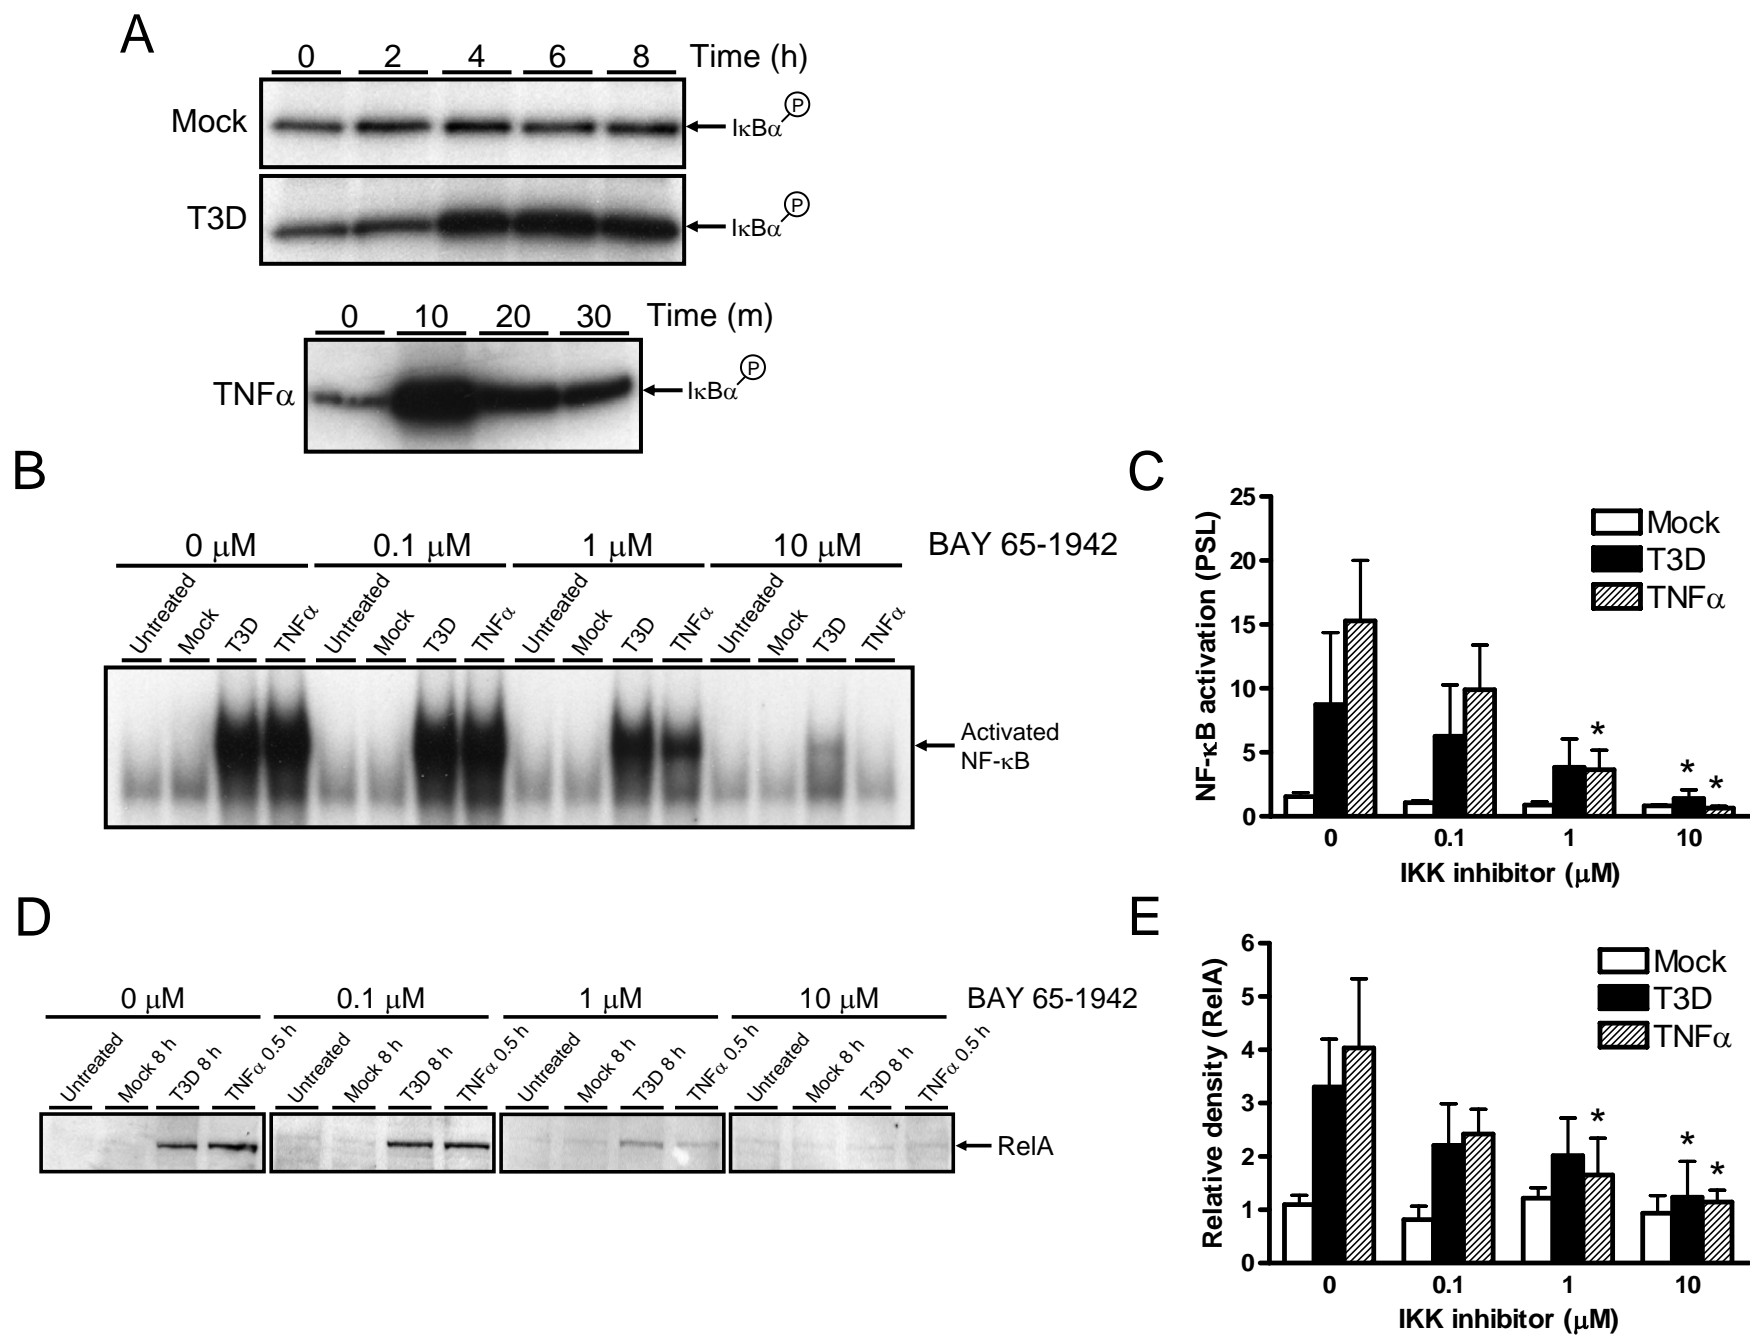 A
0 2 4 6 8 Time (h)
Mock
IκBα P
T3D
IκBα P
0 10 20 30 Time (m)
TNFα
IκBα P
B
0 μM 0.1 μM 1 μM 10 μM BAY 65-1942
Untreated Mock T3D TNFα Untreated Mock T3D TNFα Untreated Mock T3D TNFα Untreated Mock T3D TNFα
Activated
NF-κB
C
NF-κB activation (PSL)
25
20
15
10
5
0
Mock
T3D
TNFα
*
* *
0 0.1 1 10
IKK inhibitor (μM)
D
0 μM 0.1 μM 1 μM 10 μM BAY 65-1942
Untreated Mock 8 h T3D 8 h TNFα 0.5 h Untreated Mock 8 h T3D 8 h TNFα 0.5 h Untreated Mock 8 h T3D 8 h TNFα 0.5 h Untreated Mock 8 h T3D 8 h TNFα 0.5 h
RelA
E
Relative density (RelA)
6
5
4
3
2
1
0
Mock
T3D
TNFα
*
* *
0 0.1 1 10
IKK inhibitor (μM)